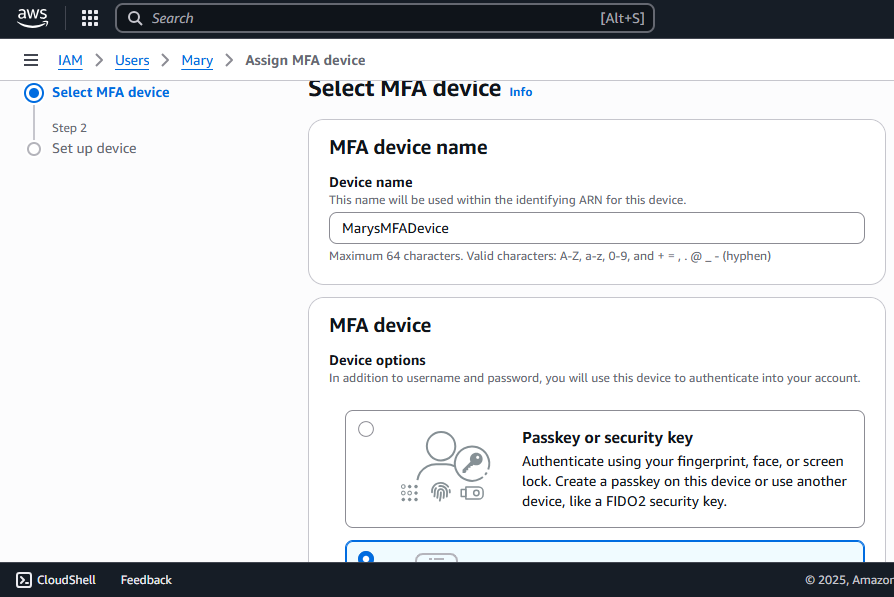 aws
Search [Alt+S]
IAM > Users > Mary > Assign MFA device
Select MFA device
Step 2
Set up device
Select MFA device Info
MFA device name
Device name
This name will be used within the identifying ARN for this device.
MarysMFADevice
Maximum 64 characters. Valid characters: A-Z, a-z, 0-9, and + = , . @ _ - (hyphen)
MFA device
Device options
In addition to username and password, you will use this device to authenticate into your account.
Passkey or security key
Authenticate using your fingerprint, face, or screen
lock. Create a passkey on this device or use another
device, like a FIDO2 security key.
CloudShell Feedback © 2025, Amazon